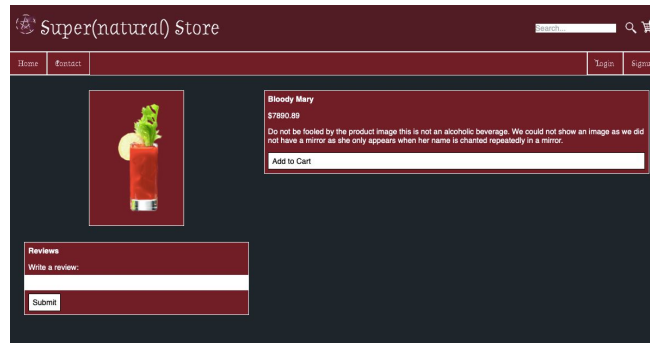 Super(natural) Store
Search...
Home
Contact
Login
Bloody Mary
$7890.89
Do not be fooled by the product image this is not an alcoholic beverage. We could not show an image as we did
not have a mirror as she only appears when her name is chanted repeatedly in a mirror.
Add to Cart
Reviews
Write a review:
Submit